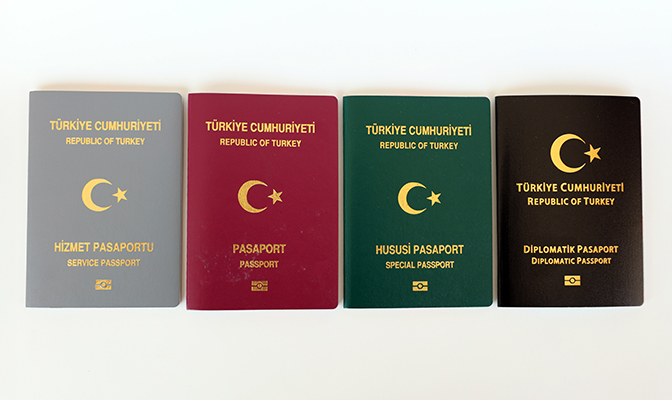 TÜRKİYE CUMHURİYETİ
REPUBLIC OF TURKEY
HİZMET PASAPORTU
SERVICE PASSPORT
TÜRKİYE CUMHURİYETİ
REPUBLIC OF TURKEY
PASAPORT
PASSPORT
TÜRKİYE CUMHURİYETİ
REPUBLIC OF TURKEY
HUSUSİ PASAPORT
SPECIAL PASSPORT
TÜRKİYE CUMHURİYETİ
REPUBLIC OF TURKEY
DİPLOMATİK PASAPORT
DIPLOMATIC PASSPORT